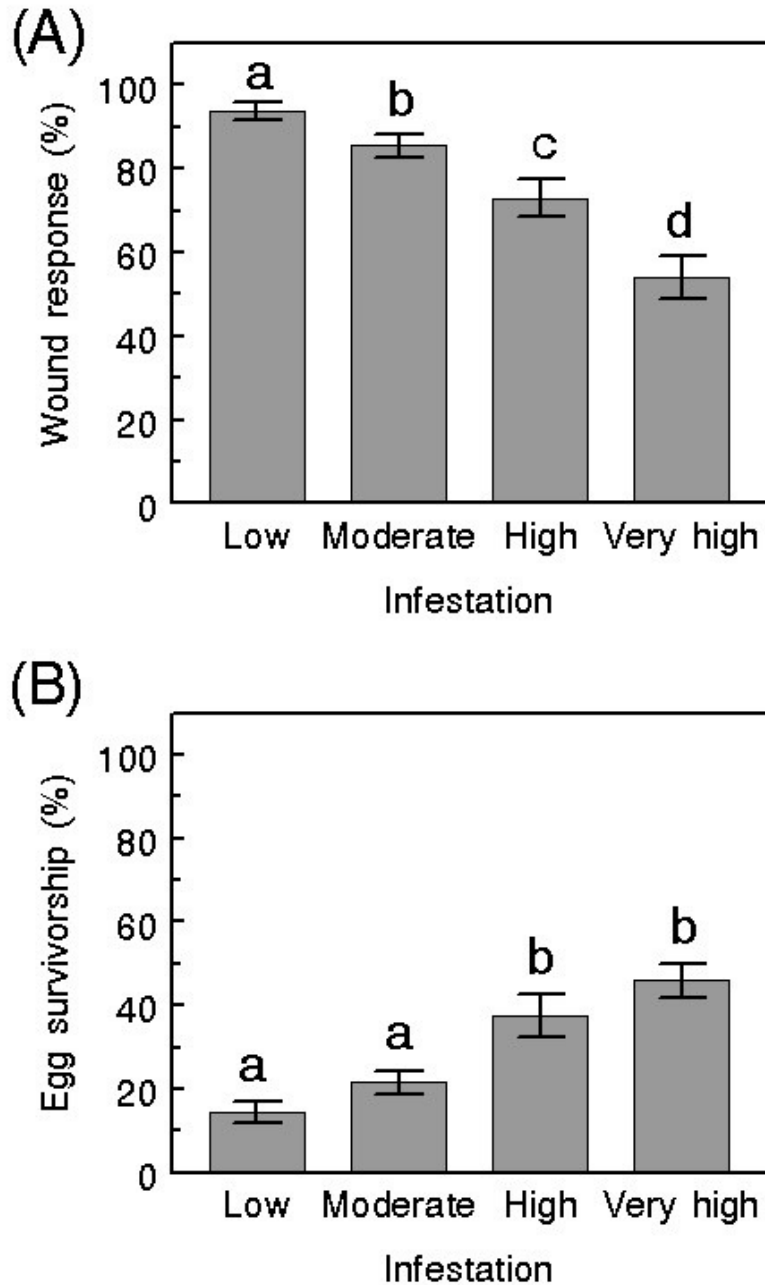 (A)
Wound response (%)
100
80
60
40
20
0
a
b
c
d
Low Moderate High Very high
Infestation
(B)
Egg survivorship (%)
100
80
60
40
20
0
a
a
b
b
Low Moderate High Very high
Infestation